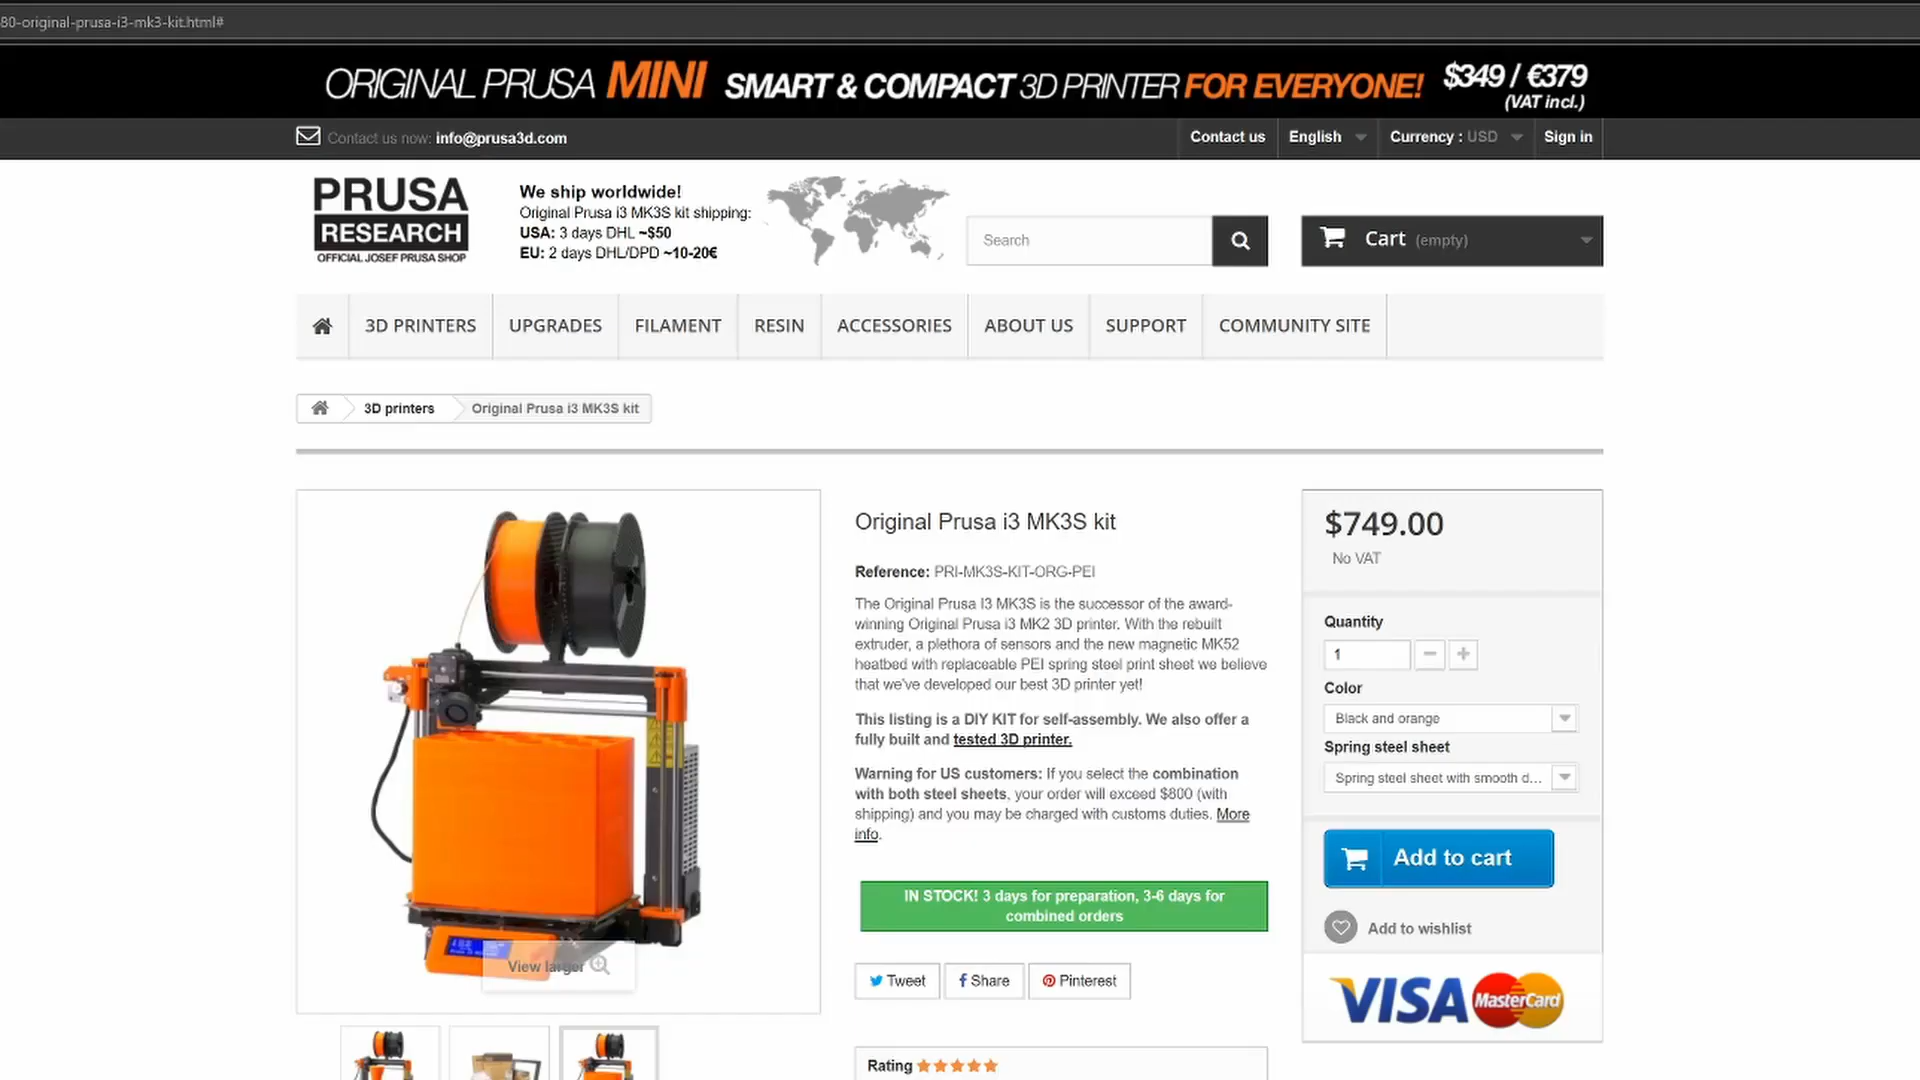 80-original-prusa-i3-mk3-kit.html#
ORIGINAL PRUSA MINI SMART & COMPACT 3D PRINTER FOR EVERYONE! $349 / €379
(VAT incl.)
Contact us now: info@prusa3d.com
Contact us
English
Currency : USD
Sign in
PRUSA
RESEARCH
OFFICIAL JOSEF PRUSA SHOP
We ship worldwide!
Original Prusa i3 MK3S kit shipping:
USA: 3 days DHL ~$50
EU: 2 days DHL/DPD ~10-20€
Search
Cart (empty)
3D PRINTERS
UPGRADES
FILAMENT
RESIN
ACCESSORIES
ABOUT US
SUPPORT
COMMUNITY SITE
3D printers
Original Prusa i3 MK3S kit
View larger
Original Prusa i3 MK3S kit
Reference: PRI-MK3S-KIT-ORG-PEI
The Original Prusa I3 MK3S is the successor of the award-
winning Original Prusa i3 MK2 3D printer. With the rebuilt
extruder, a plethora of sensors and the new magnetic MK52
heatbed with replaceable PEI spring steel print sheet we believe
that we've developed our best 3D printer yet!
This listing is a DIY KIT for self-assembly. We also offer a
fully built and tested 3D printer.
Warning for US customers: If you select the combination
with both steel sheets, your order will exceed $800 (with
shipping) and you may be charged with customs duties. More
info.
IN STOCK! 3 days for preparation, 3-6 days for
combined orders
Tweet
Share
Pinterest
Rating
$749.00
No VAT
Quantity
1
Color
Black and orange
Spring steel sheet
Spring steel sheet with smooth d...
Add to cart
Add to wishlist
VISA MasterCard